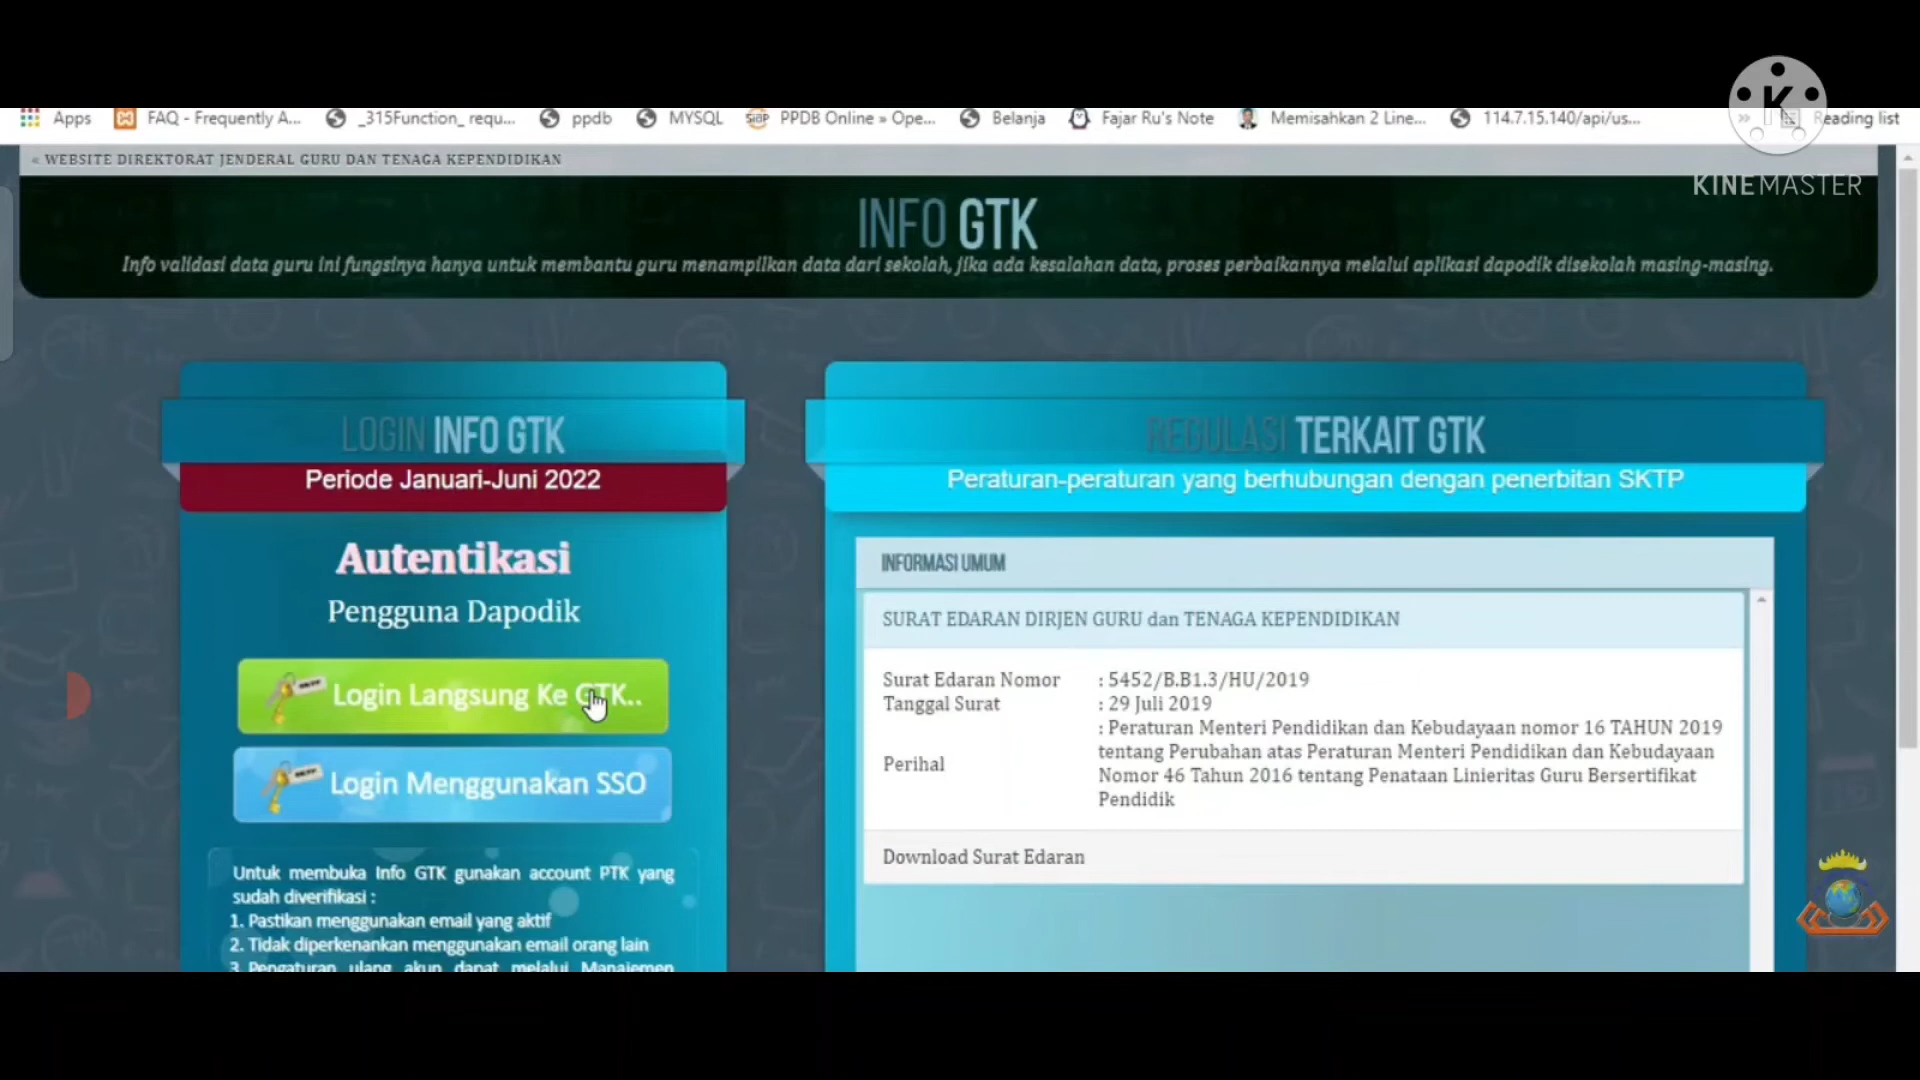 Apps FAQ - Frequently A... _315Function_ requ... ppdb MYSQL PPDB Online » Ope... Belanja Fajar Ru's Note Memisahkan 2 Line... 114.7.15.140/api/us... » Reading list
KINEMASTER
« WEBSITE DIREKTORAT JENDERAL GURU DAN TENAGA KEPENDIDIKAN
INFO GTK
Info validasi data guru ini fungsinya hanya untuk membantu guru menampilkan data dari sekolah, jika ada kesalahan data, proses perbaikannya melalui aplikasi dapodik disekolah masing-masing.
LOGIN INFO GTK
Periode Januari-Juni 2022
Autentikasi
Pengguna Dapodik
Login Langsung Ke GTK..
Login Menggunakan SSO
Untuk membuka Info GTK gunakan account PTK yang
sudah diverifikasi :
1. Pastikan menggunakan email yang aktif
2. Tidak diperkenankan menggunakan email orang lain
3. Pengaturan ulang akun dapat melalui Manajemen
REGULASI TERKAIT GTK
Peraturan-peraturan yang berhubungan dengan penerbitan SKTP
INFORMASI UMUM
SURAT EDARAN DIRJEN GURU dan TENAGA KEPENDIDIKAN
Surat Edaran Nomor : 5452/B.B1.3/HU/2019
Tanggal Surat : 29 Juli 2019
Perihal : Peraturan Menteri Pendidikan dan Kebudayaan nomor 16 TAHUN 2019
tentang Perubahan atas Peraturan Menteri Pendidikan dan Kebudayaan
Nomor 46 Tahun 2016 tentang Penataan Linieritas Guru Bersertifikat
Pendidik
Download Surat Edaran